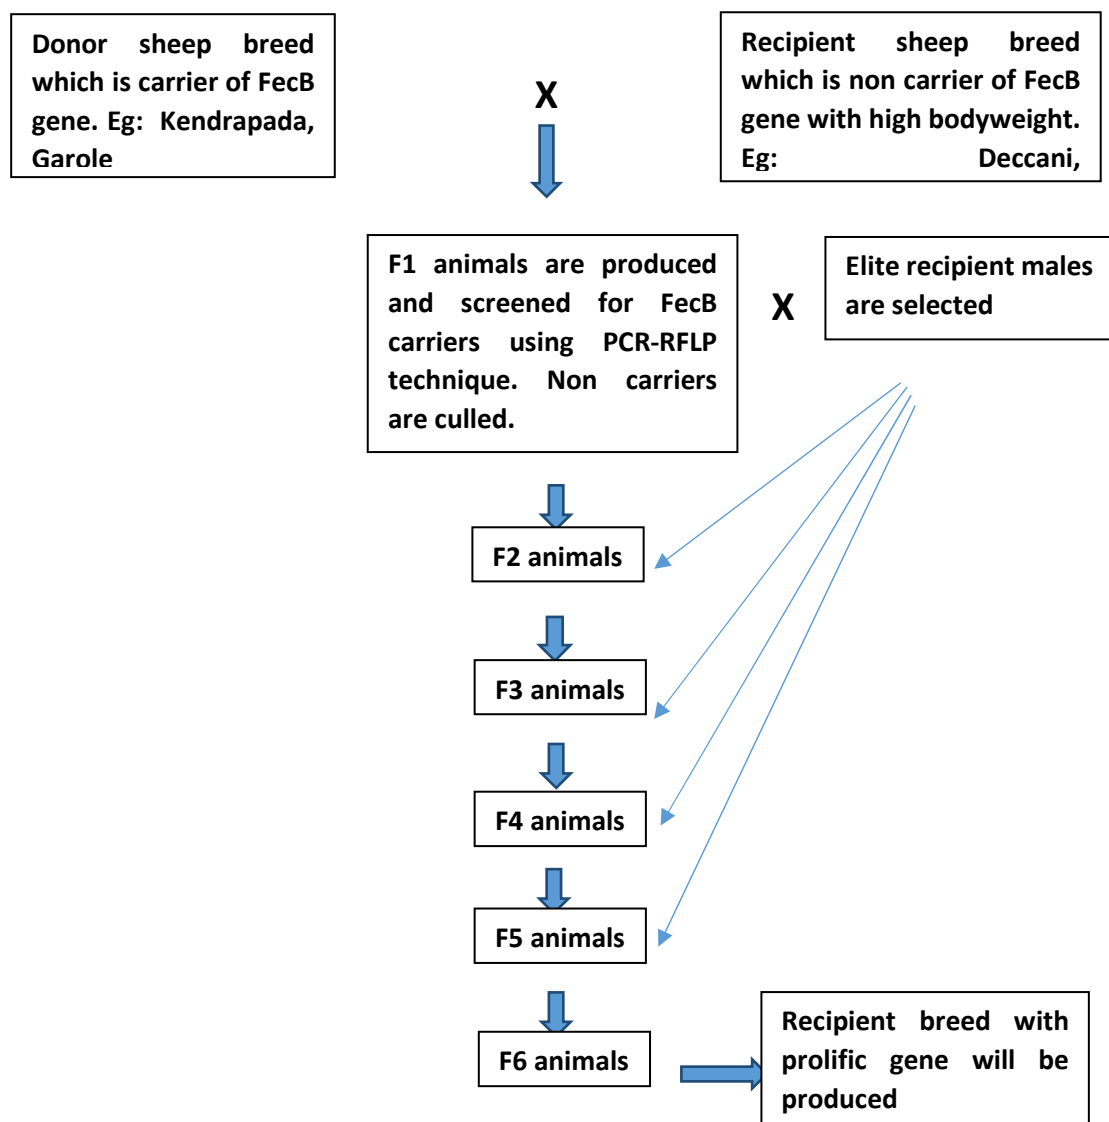 Donor sheep breed
which is carrier of FecB
gene. Eg: Kendrapada,
Garole
X
Recipient sheep breed
which is non carrier of FecB
gene with high bodyweight.
Eg: Deccani,
F1 animals are produced
and screened for FecB
carriers using PCR-RFLP
technique. Non carriers
are culled.
X
Elite recipient males
are selected
F2 animals
F3 animals
F4 animals
F5 animals
F6 animals
Recipient breed with
prolific gene will be
produced